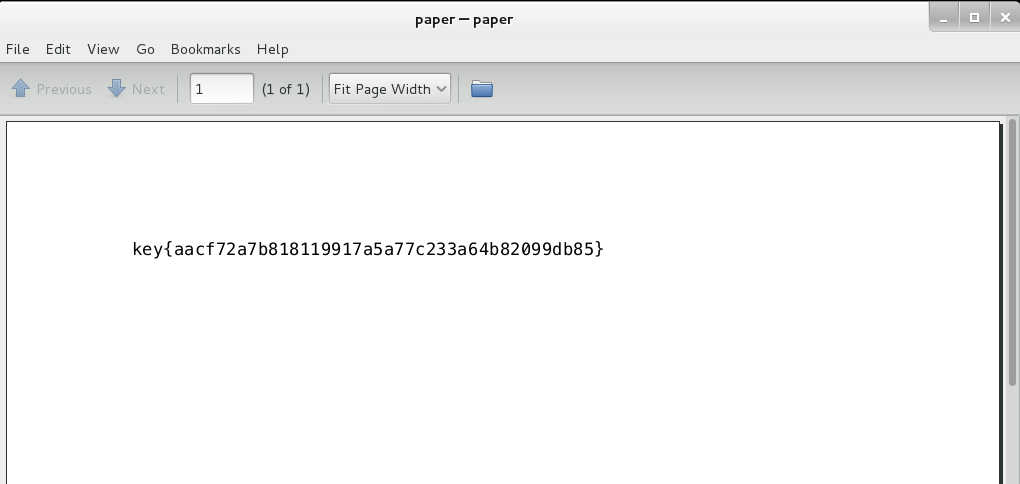 paper — paper
File Edit View Go Bookmarks Help
Previous Next 1 (1 of 1) Fit Page Width
key{aacf72a7b818119917a5a77c233a64b82099db85}